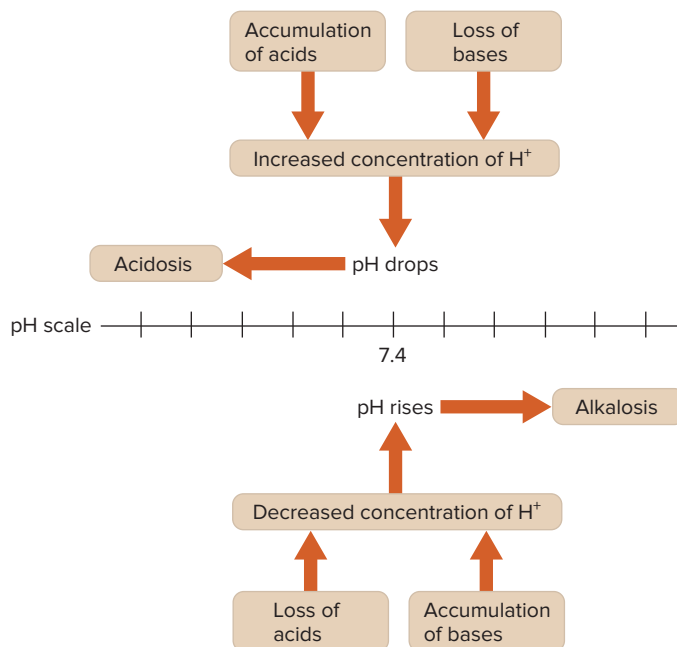 Accumulation
of acids
Loss of
bases
Increased concentration of H⁺
Acidosis
pH drops
pH scale
7.4
pH rises
Alkalosis
Decreased concentration of H⁺
Loss of
acids
Accumulation
of bases